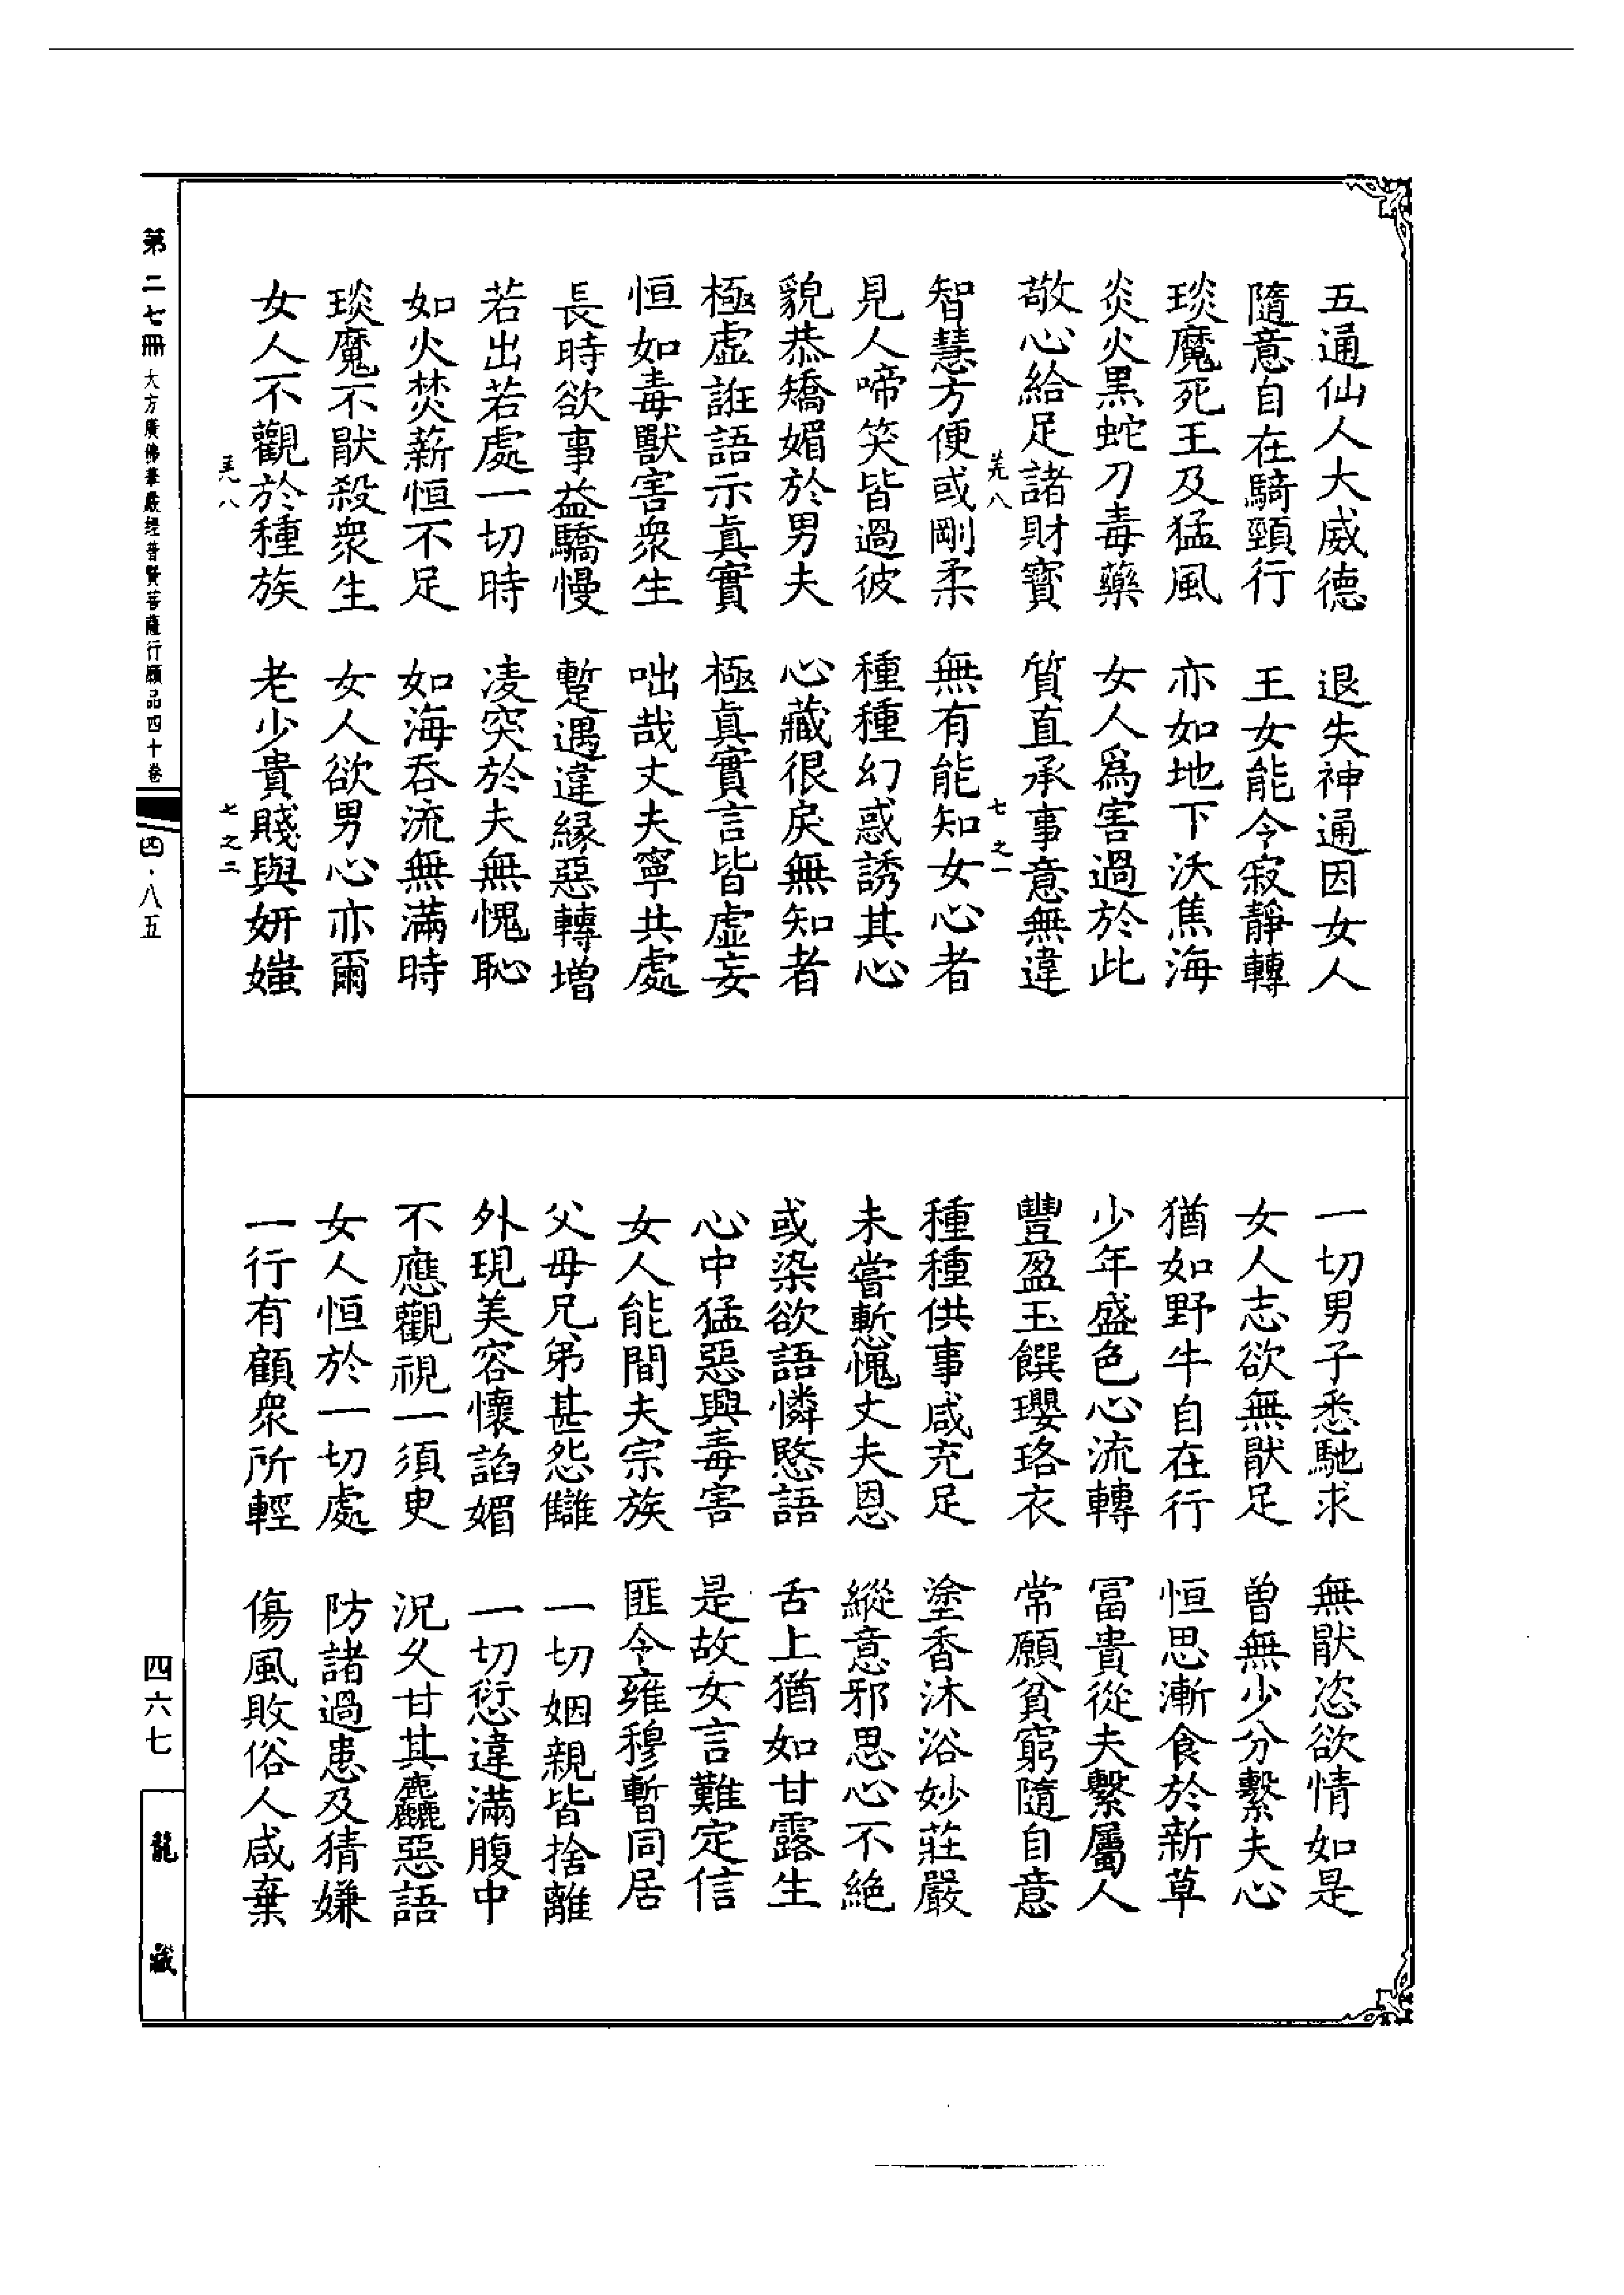 五通仙人大威德　退失神通因女人
隨意自在騎頸行　王女能令寂靜轉
琰魔死王及猛風　亦如地下沃焦海
炎火黑蛇刀毒藥　女人爲害過於此
敬心給足諸財寶　質直承事意無違
羌八　七之一
智慧方便或剛柔　無有能知女心者
見人啼笑皆過彼　種種幻惑誘其心
貌恭矯媚於男夫　心藏很戾無知者
極虛誑語示眞實　極眞實言皆虛妄
恒如毒獸害衆生　咄哉丈夫寧共處
長時欲事益驕慢　蹔遇違緣惡轉增
若出若處一切時　凌突於夫無愧恥
如火焚薪恒不足　如海吞流無滿時
琰魔不猒殺衆生　女人欲男心亦爾
女人不觀於種族　老少貴賤與妍媸
羌八　七之二
一切男子悉馳求　無猒恣欲情如是
女人志欲無猒足　曾無少分繫夫心
猶如野牛自在行　恒思漸食於新草
少年盛色心流轉　冨貴從夫繫屬人
豐盈玉饌瓔珞衣　常願貧窮隨自意
種種供事咸充足　塗香沐浴妙莊嚴
未嘗慙愧丈夫恩　縱意邪思心不絶
或染欲語憐愍語　舌上猶如甘露生
心中猛惡興毒害　是故女言難定信
女人能間夫宗族　匪令雍穆暫同居
父母兄弟甚怨讎　一切姻親皆捨離
外現美容懷諂媚　一切愆違滿腹中
不應觀視一須臾　況夂甘其麤惡語
女人恒於一切處　防諸過患及猜嫌
一行有顧衆所輕　傷風敗俗人咸棄
第二七冊　大方廣佛華嚴經普賢菩薩行願品四十卷　四·八五
四六七
龍藏